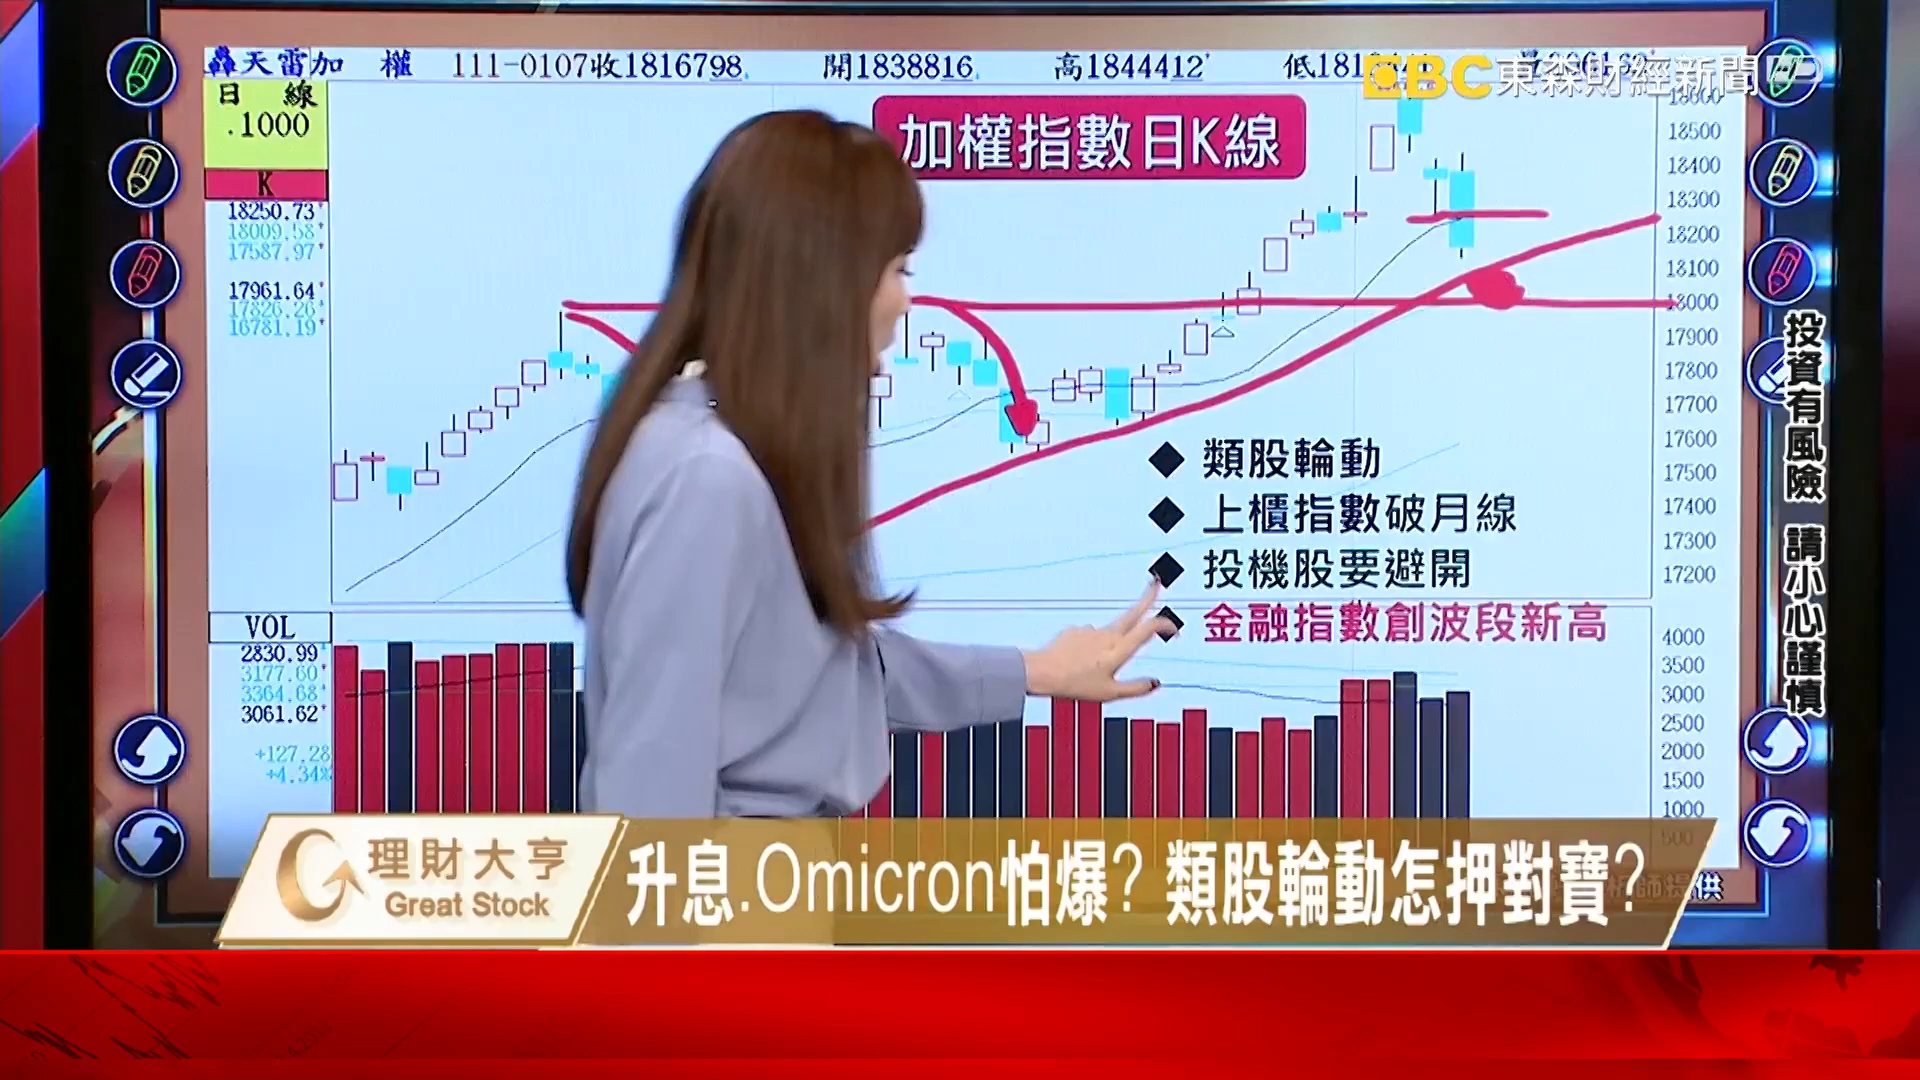 轟天雷加 權 111-0107收1816798 開1838816 高1844412
EBC東森財經新聞
日 線
.1000
K
18250.73
18009.58
17587.97
17961.64
17826.26
16781.19
加權指數日K線
18600
18500
18400
18300
18200
18100
18000
17900
17800
17700
17600
17500
17400
17300
17200
◆ 類股輪動
◆ 上櫃指數破月線
◆ 投機股要避開
◆ 金融指數創波段新高
VOL
2830.99
3177.60
3364.68
3061.62
+127.28
+4.34%
4000
3500
3000
2500
2000
1500
1000
500
投資有風險 請小心謹慎
理財大亨
Great Stock
升息.Omicron怕爆? 類股輪動怎押對寶?
供